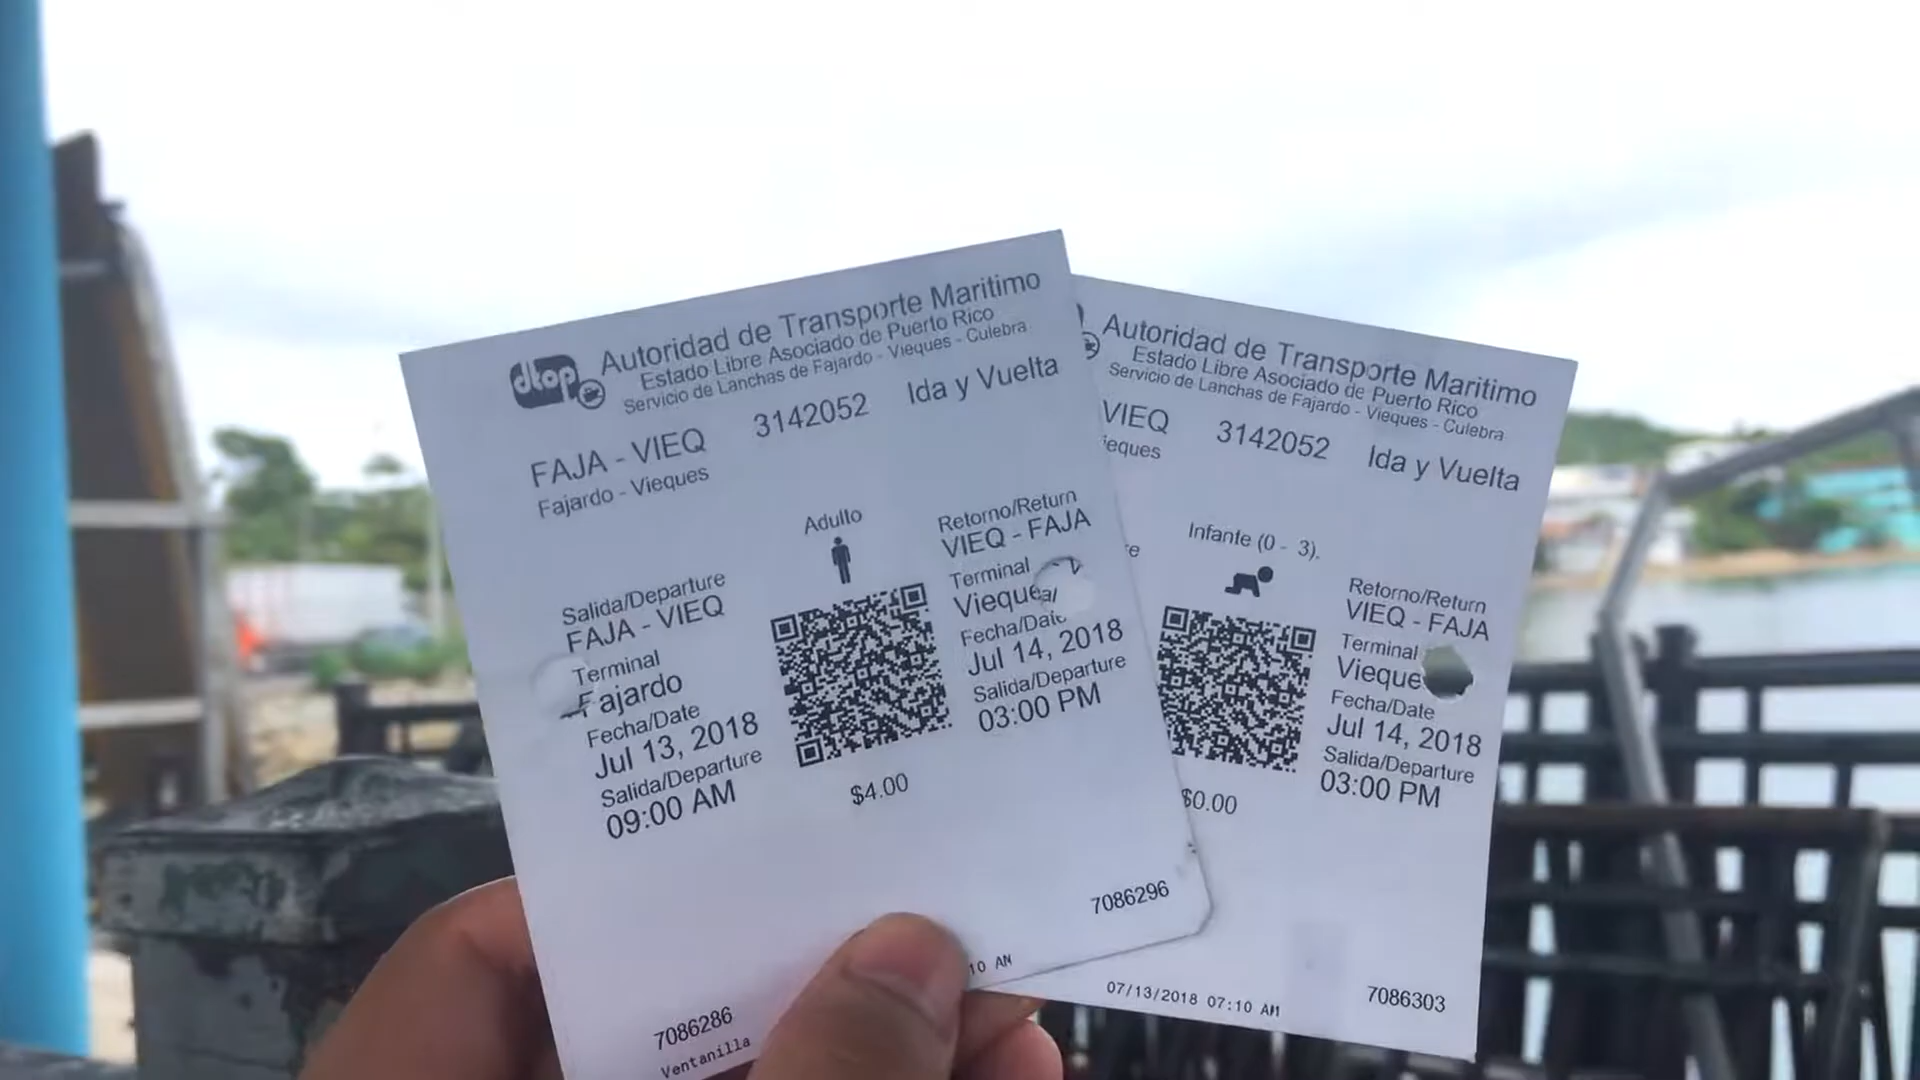 dtop
Autoridad de Transporte Maritimo
Estado Libre Asociado de Puerto Rico
Servicio de Lanchas de Fajardo - Vieques - Culebra
FAJA - VIEQ 3142052 Ida y Vuelta
Fajardo - Vieques
Adulto
Salida/Departure
FAJA - VIEQ
Terminal
Fajardo
Fecha/Date
Jul 13, 2018
Salida/Departure
09:00 AM
$4.00
Retorno/Return
VIEQ - FAJA
Terminal
Fecha/Date
Jul 14, 2018
Salida/Departure
03:00 PM
7086296
10 AM
7086286
Ventanilla
Autoridad de Transporte Maritimo
Estado Libre Asociado de Puerto Rico
Servicio de Lanchas de Fajardo - Vieques - Culebra
VIEQ 3142052 Ida y Vuelta
ieques
Infante (0 - 3).
re
$0.00
Retorno/Return
VIEQ - FAJA
Terminal
Vieque
Fecha/Date
Jul 14, 2018
Salida/Departure
03:00 PM
07/13/2018 07:10 AM
7086303